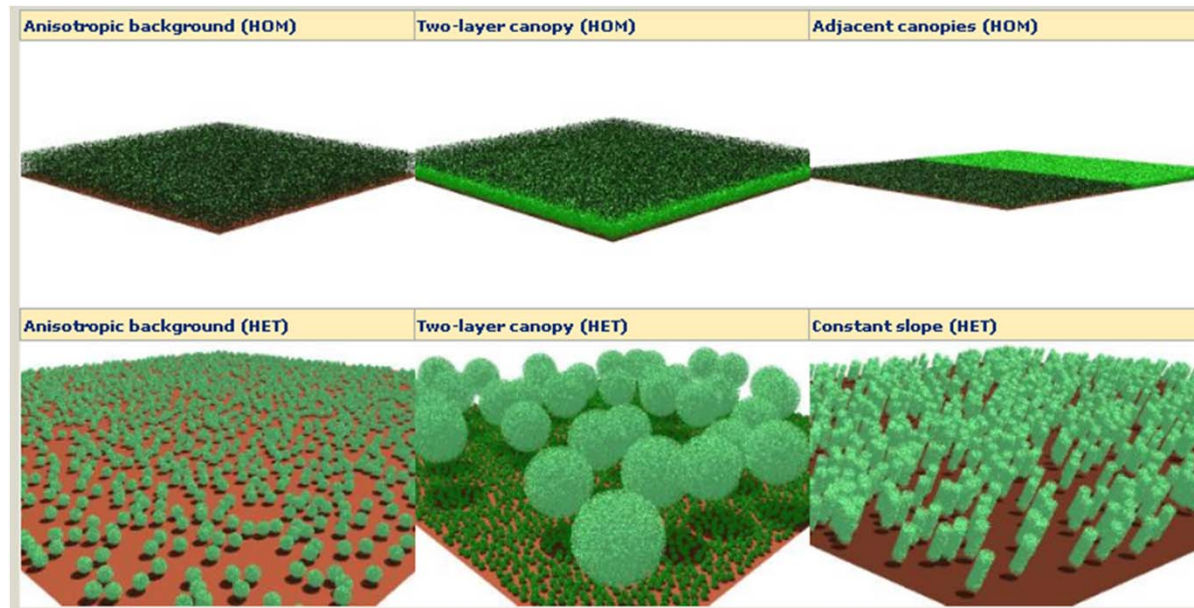 Anisotropic background (HOM)
Two-layer canopy (HOM)
Adjacent canopies (HOM)
Anisotropic background (HET)
Two-layer canopy (HET)
Constant slope (HET)